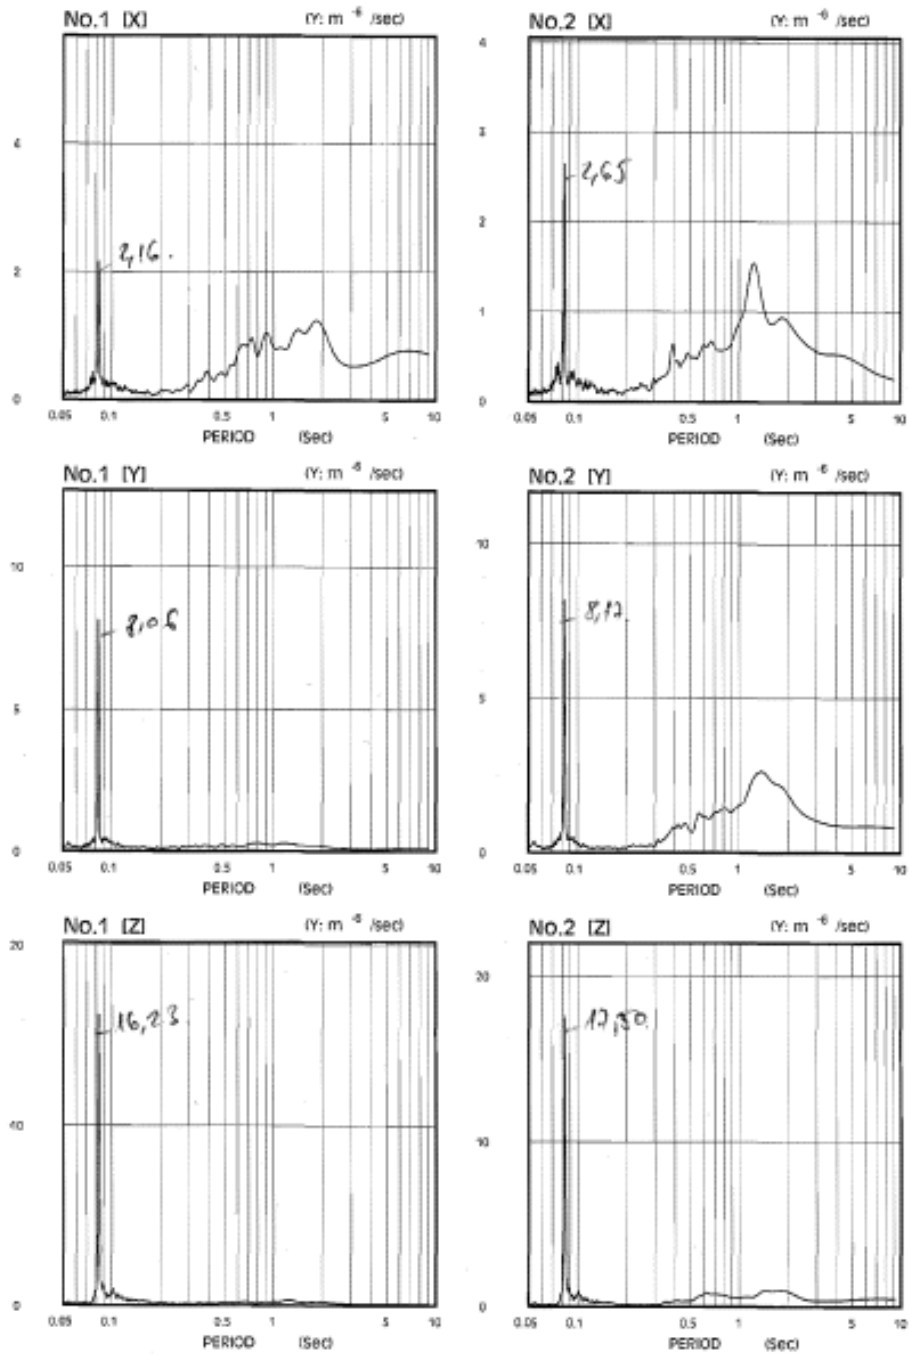 No.1 [X] (Y: m -6 /sec)
4
2,16.
2
0
0.05 0.1 0.5 1 5 10
PERIOD (Sec)
No.2 [X] (Y: m -6 /sec)
4
3
2,65
2
1
0
0.05 0.1 0.5 1 5 10
PERIOD (Sec)
No.1 [Y] (Y: m -6 /sec)
10
8,06
5
0
0.05 0.1 0.5 1 5 10
PERIOD (Sec)
No.2 [Y] (Y: m -6 /sec)
10
8,12.
5
0
0.05 0.1 0.5 1 5 10
PERIOD (Sec)
No.1 [Z] (Y: m -6 /sec)
20
16,23
10
0
0.05 0.1 0.5 1 5 10
PERIOD (Sec)
No.2 [Z] (Y: m -6 /sec)
20
17,50.
10
0
0.05 0.1 0.5 1 5 10
PERIOD (Sec)